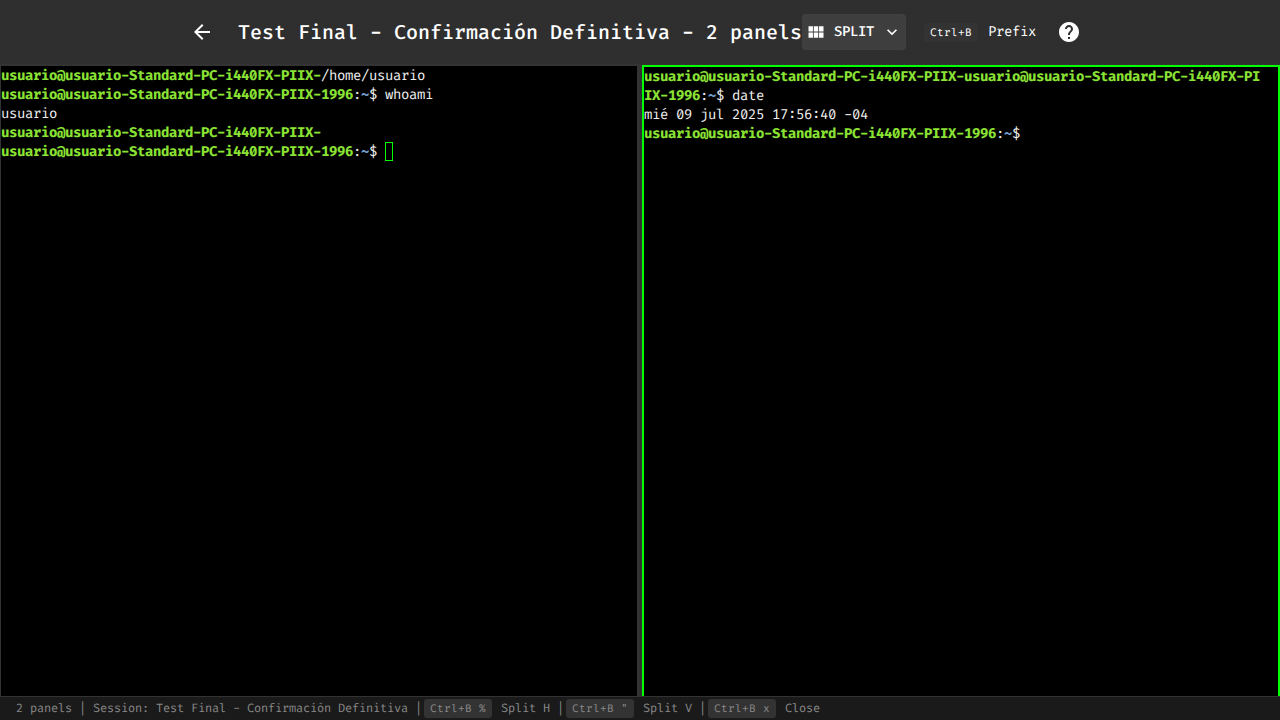 Test Final - Confirmación Definitiva - 2 panels SPLIT Ctrl+B Prefix ?
usuario@usuario-Standard-PC-i440FX-PIIX-/home/usuario
usuario@usuario-Standard-PC-i440FX-PIIX-1996:~$ whoami
usuario
usuario@usuario-Standard-PC-i440FX-PIIX-
usuario@usuario-Standard-PC-i440FX-PIIX-1996:~$
usuario@usuario-Standard-PC-i440FX-PIIX-usuario@usuario-Standard-PC-i440FX-PI
IX-1996:~$ date
mié 09 jul 2025 17:56:40 -04
usuario@usuario-Standard-PC-i440FX-PIIX-1996:~$
2 panels | Session: Test Final - Confirmación Definitiva | Ctrl+B % Split H | Ctrl+B " Split V | Ctrl+B x Close